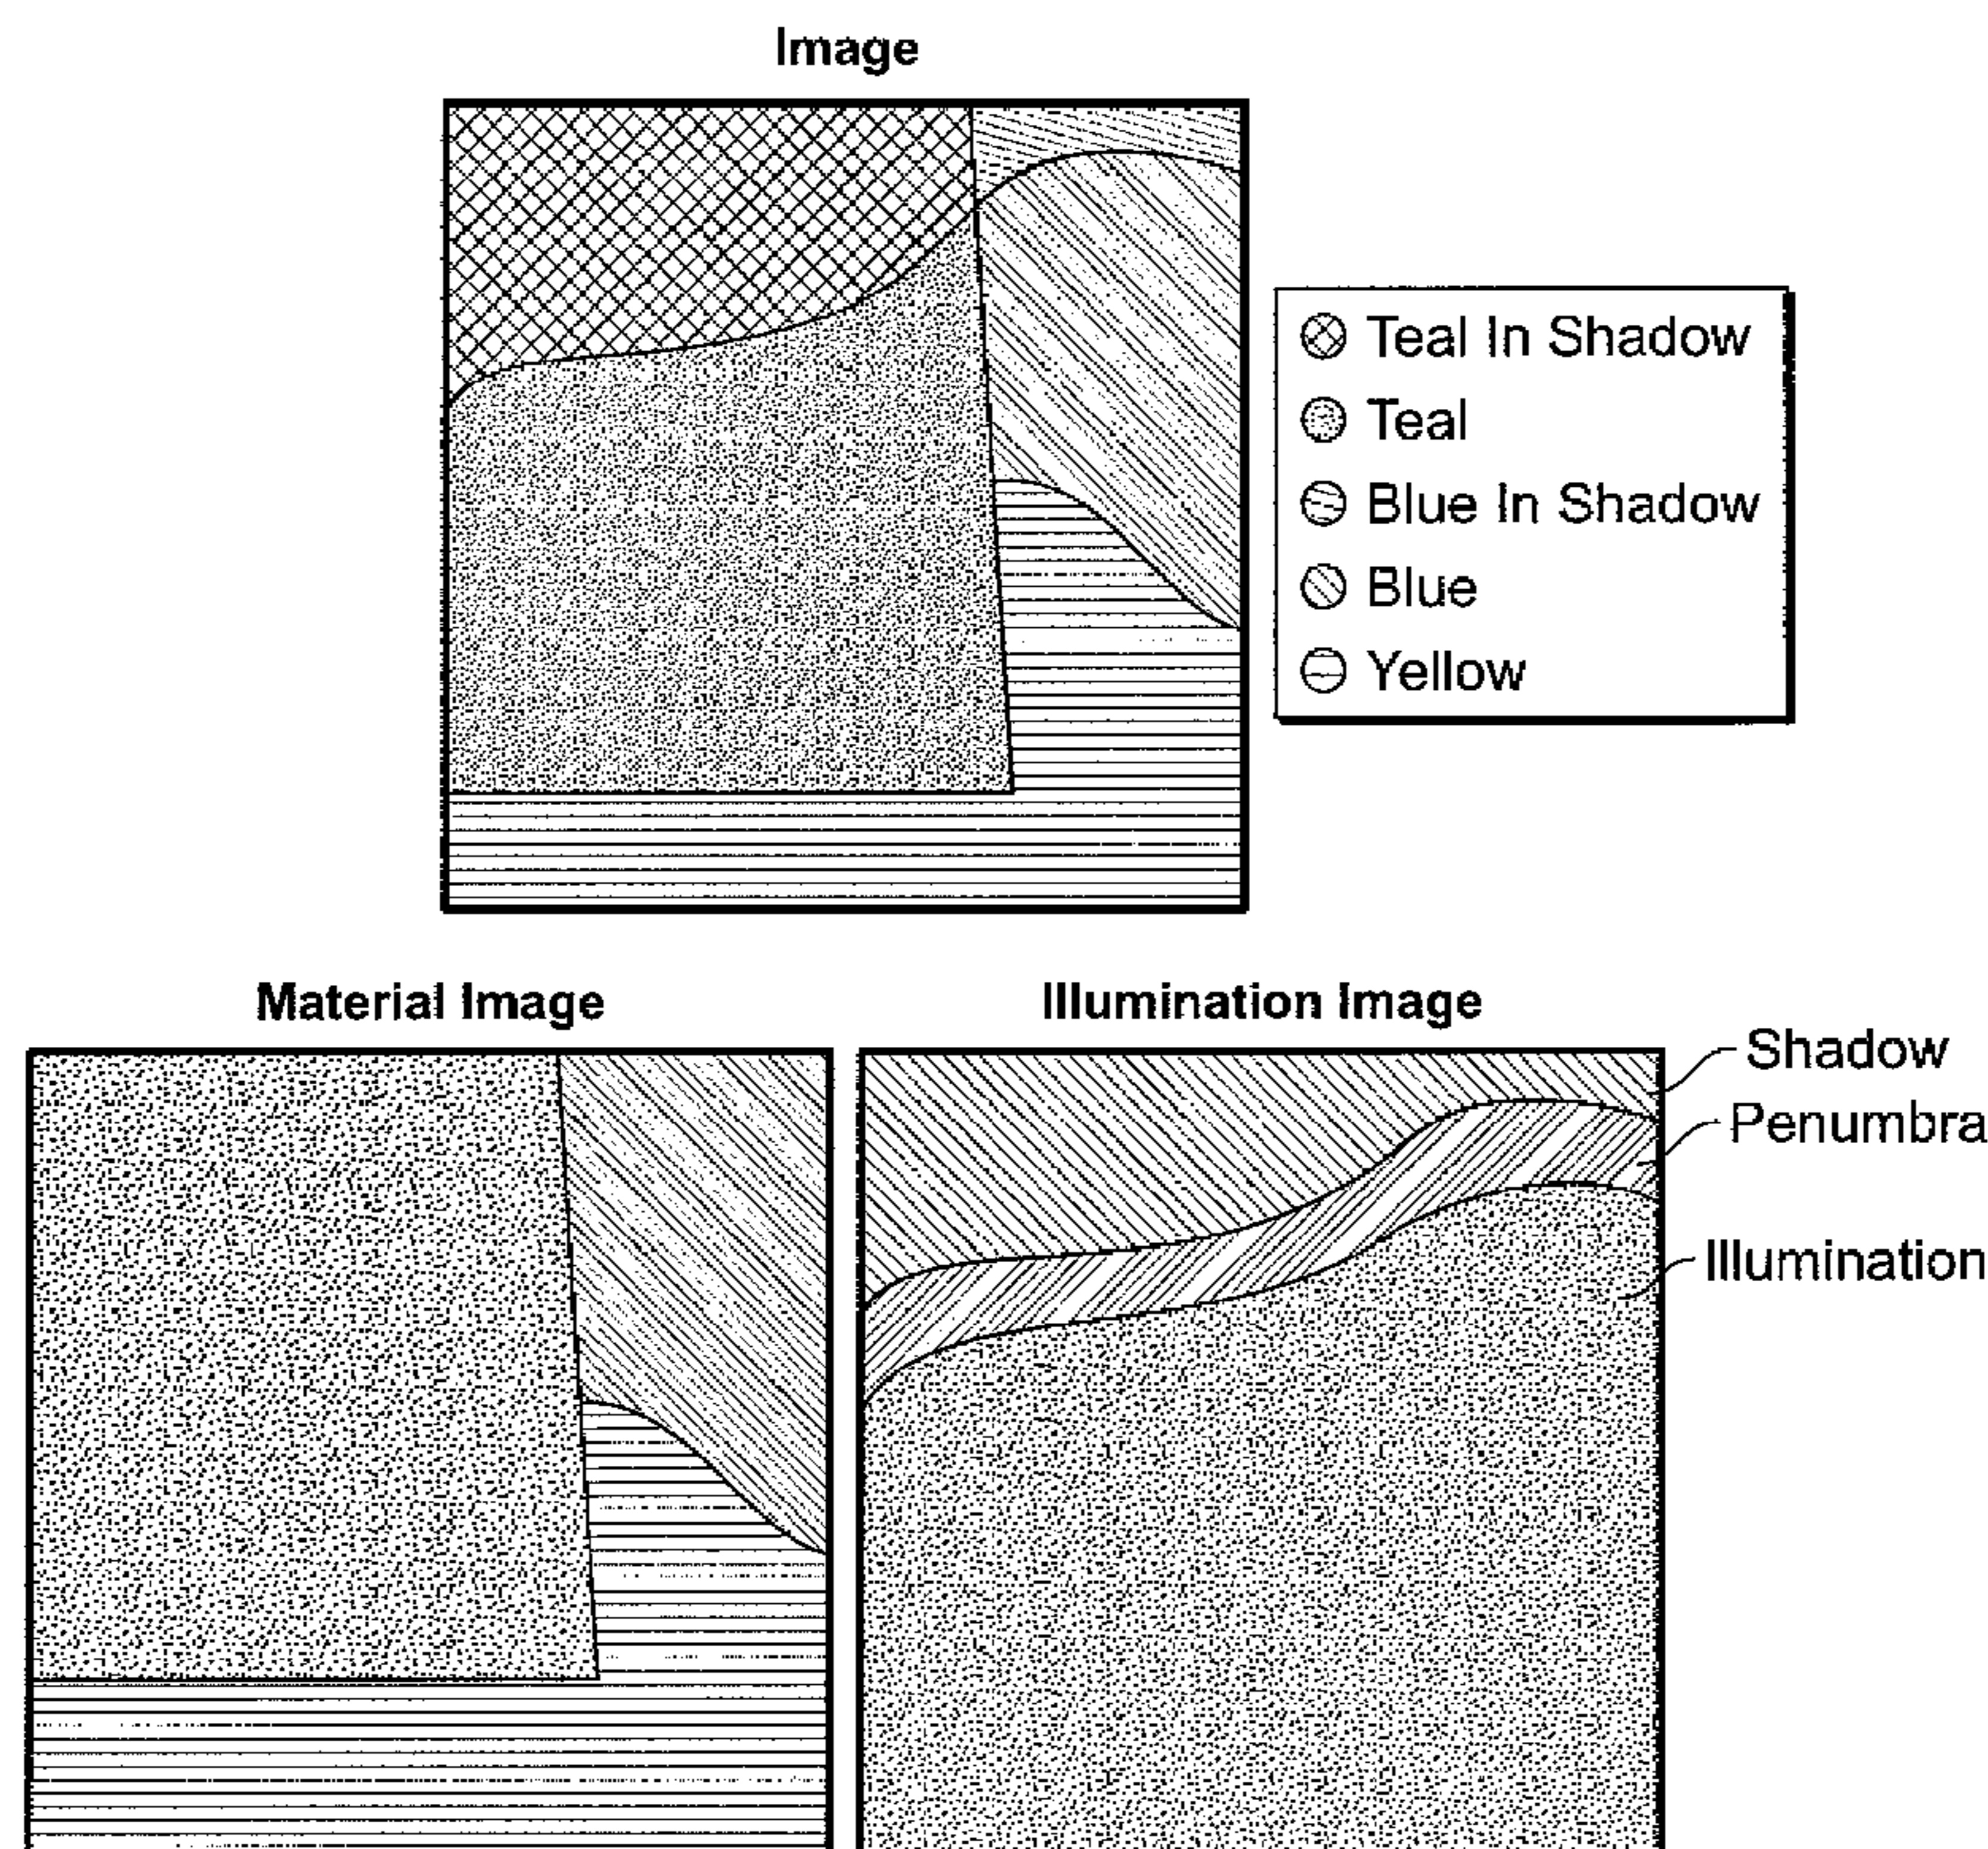 Image
Teal In Shadow
Teal
Blue In Shadow
Blue
Yellow
Material Image
Illumination Image
Shadow
Penumbra
Illumination